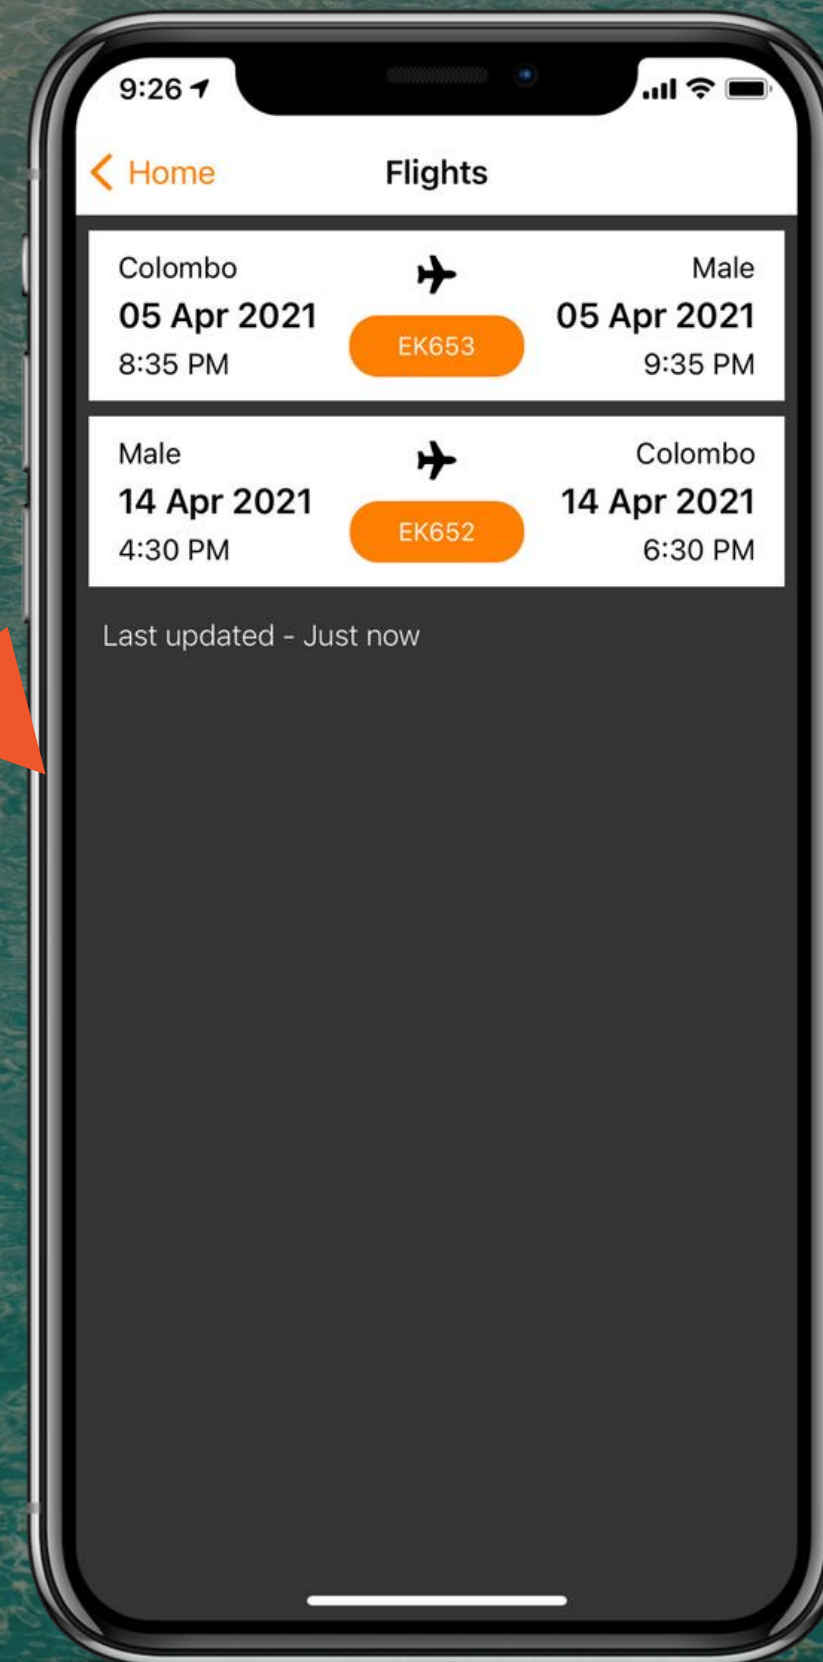 9:26
Home Flights
Colombo Male
05 Apr 2021 EK653 05 Apr 2021
8:35 PM 9:35 PM
Male Colombo
14 Apr 2021 EK652 14 Apr 2021
4:30 PM 6:30 PM
Last updated - Just now